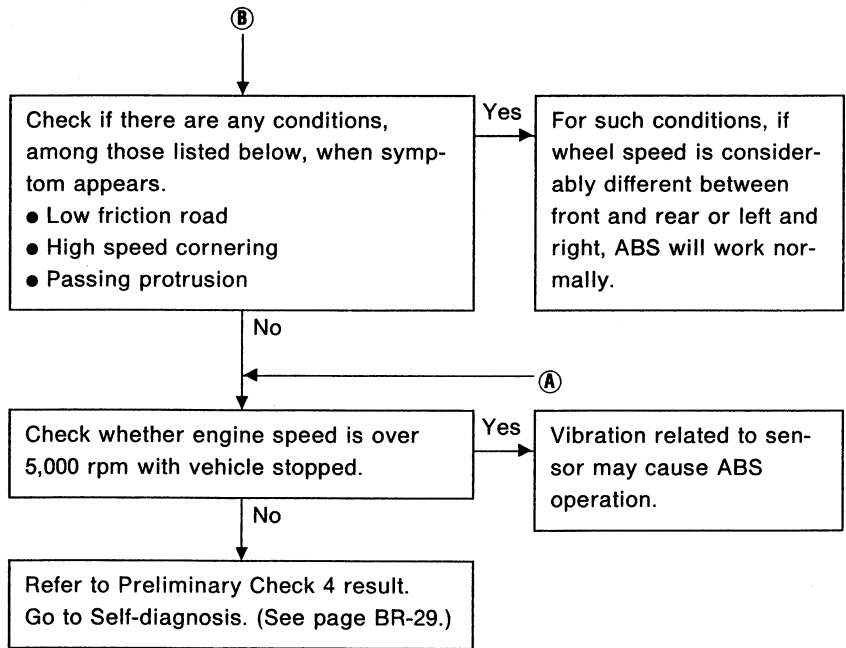 Ⓑ
Check if there are any conditions,
among those listed below, when symp-
tom appears.
● Low friction road
● High speed cornering
● Passing protrusion
Yes
For such conditions, if
wheel speed is consider-
ably different between
front and rear or left and
right, ABS will work nor-
mally.
No
Ⓐ
Check whether engine speed is over
5,000 rpm with vehicle stopped.
Yes
Vibration related to sen-
sor may cause ABS
operation.
No
Refer to Preliminary Check 4 result.
Go to Self-diagnosis. (See page BR-29.)